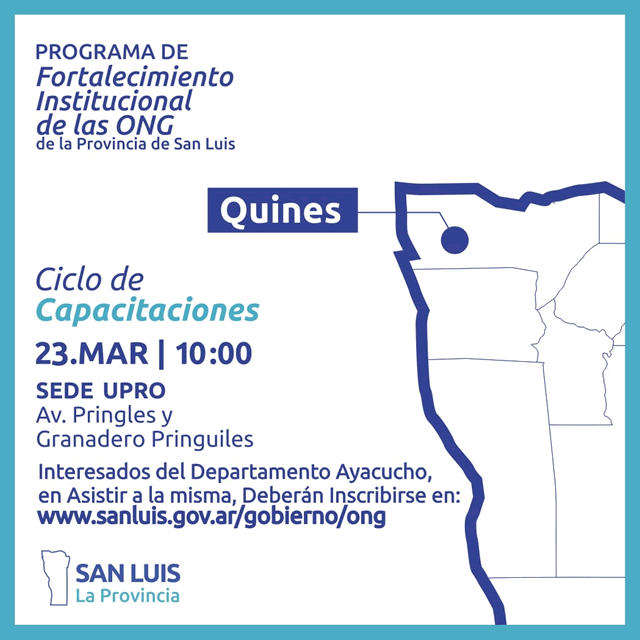 PROGRAMA DE
Fortalecimiento
Institucional
de las ONG
de la Provincia de San Luis
Quines
Ciclo de
Capacitaciones
23.MAR | 10:00
SEDE UPRO
Av. Pringles y
Granadero Pringuiles
Interesados del Departamento Ayacucho,
en Asistir a la misma, Deberán Inscribirse en:
www.sanluis.gov.ar/gobierno/ong
SAN LUIS
La Provincia